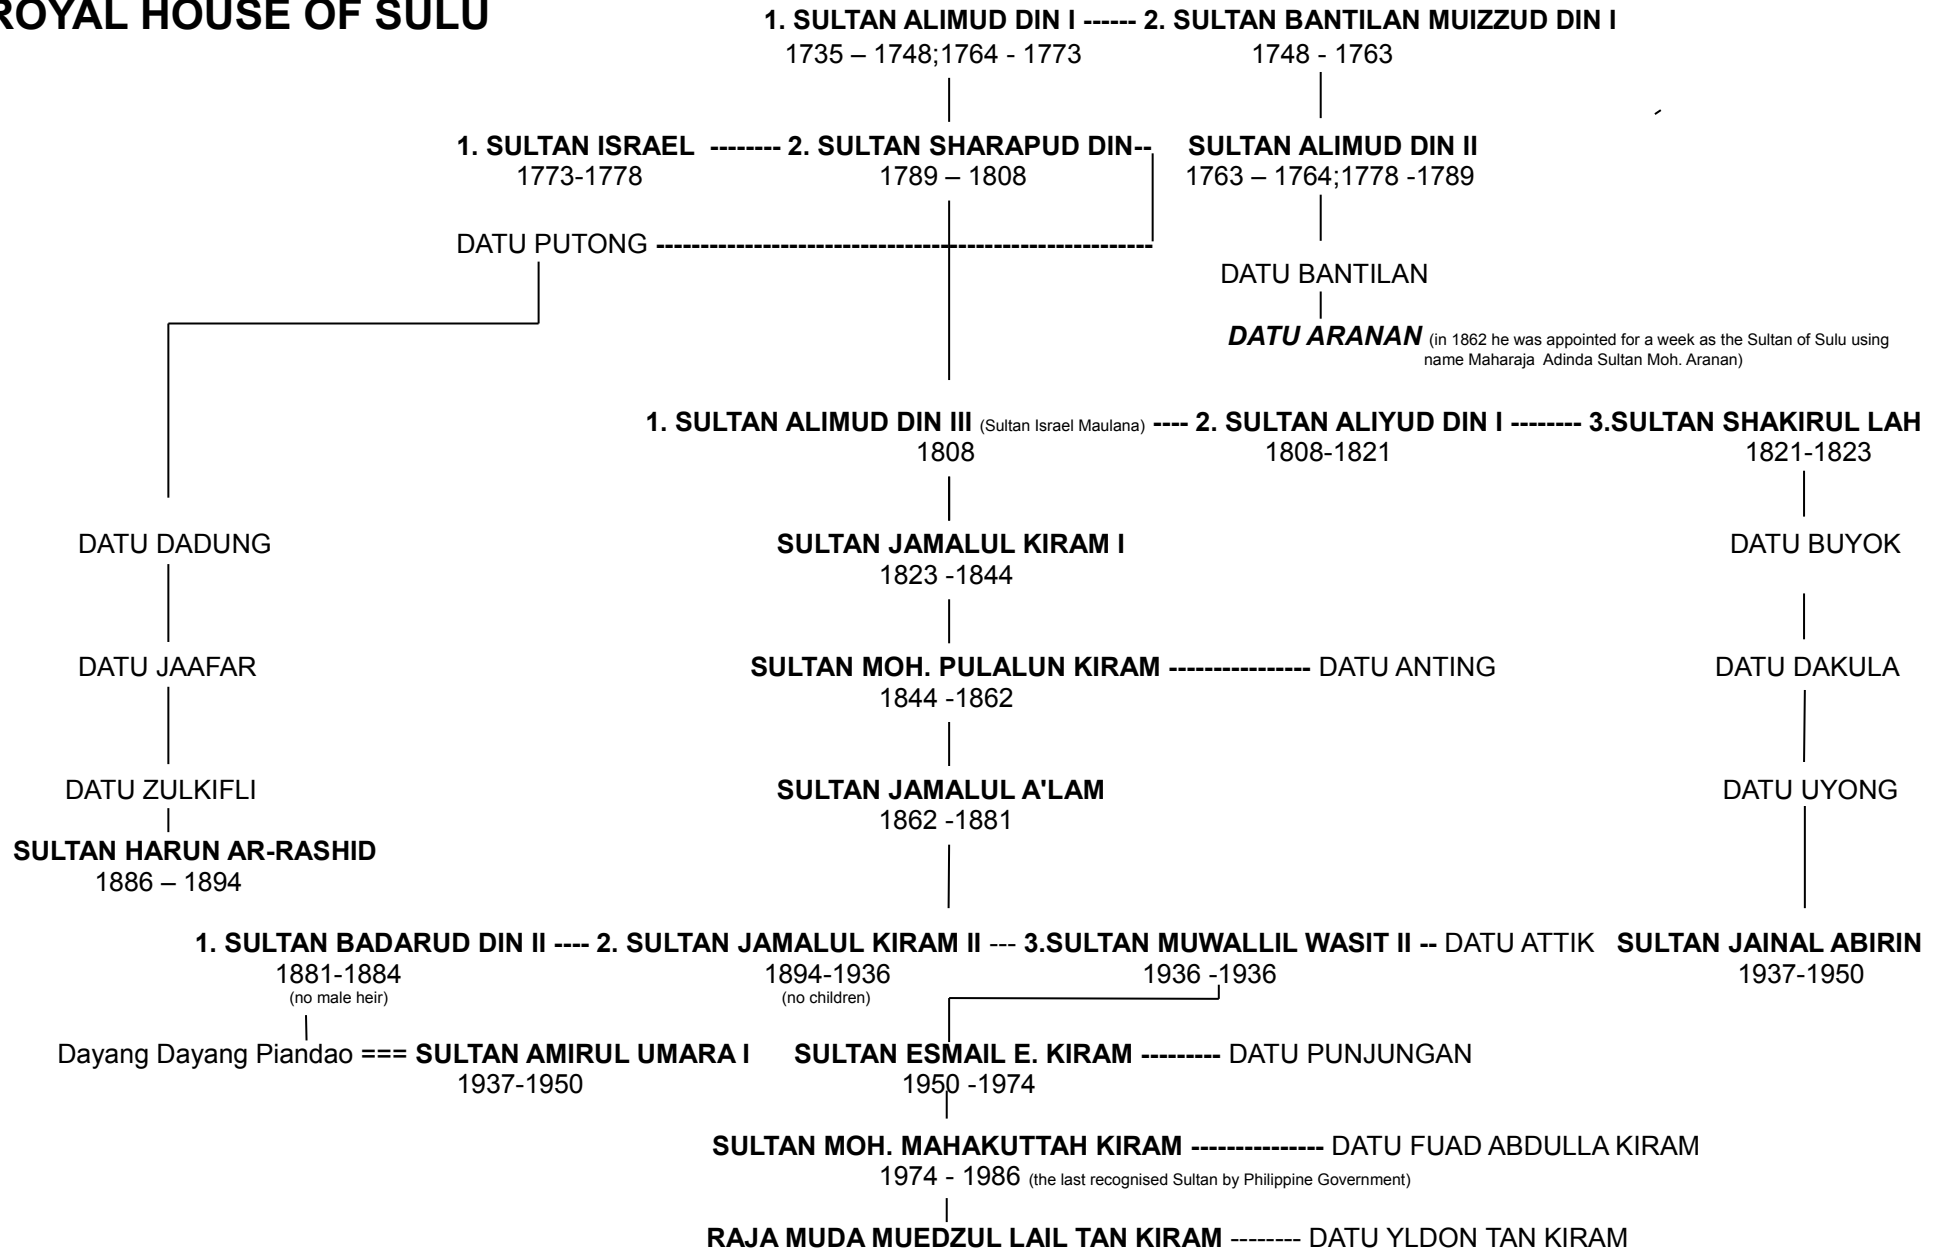 ROYAL HOUSE OF SULU
1. SULTAN ALIMUD DIN I ------ 2. SULTAN BANTILAN MUIZZUD DIN I
1735 – 1748;1764 - 1773 1748 - 1763
1. SULTAN ISRAEL -------- 2. SULTAN SHARAPUD DIN-- SULTAN ALIMUD DIN II
1773-1778 1789 – 1808 1763 – 1764;1778 -1789
DATU PUTONG --------------------------------------------------------
DATU BANTILAN
DATU ARANAN (in 1862 he was appointed for a week as the Sultan of Sulu using
name Maharaja Adinda Sultan Moh. Aranan)
1. SULTAN ALIMUD DIN III (Sultan Israel Maulana) ---- 2. SULTAN ALIYUD DIN I -------- 3.SULTAN SHAKIRUL LAH
1808 1808-1821 1821-1823
DATU DADUNG SULTAN JAMALUL KIRAM I DATU BUYOK
1823 -1844
DATU JAAFAR SULTAN MOH. PULALUN KIRAM ---------------- DATU ANTING DATU DAKULA
1844 -1862
DATU ZULKIFLI SULTAN JAMALUL A'LAM DATU UYONG
1862 -1881
SULTAN HARUN AR-RASHID
1886 – 1894
1. SULTAN BADARUD DIN II ---- 2. SULTAN JAMALUL KIRAM II --- 3.SULTAN MUWALLIL WASIT II -- DATU ATTIK SULTAN JAINAL ABIRIN
1881-1884 1894-1936 1936 -1936 1937-1950
(no male heir) (no children)
Dayang Dayang Piandao === SULTAN AMIRUL UMARA I SULTAN ESMAIL E. KIRAM --------- DATU PUNJUNGAN
1937-1950 1950 -1974
SULTAN MOH. MAHAKUTTAH KIRAM --------------- DATU FUAD ABDULLA KIRAM
1974 - 1986 (the last recognised Sultan by Philippine Government)
RAJA MUDA MUEDZUL LAIL TAN KIRAM -------- DATU YLDON TAN KIRAM